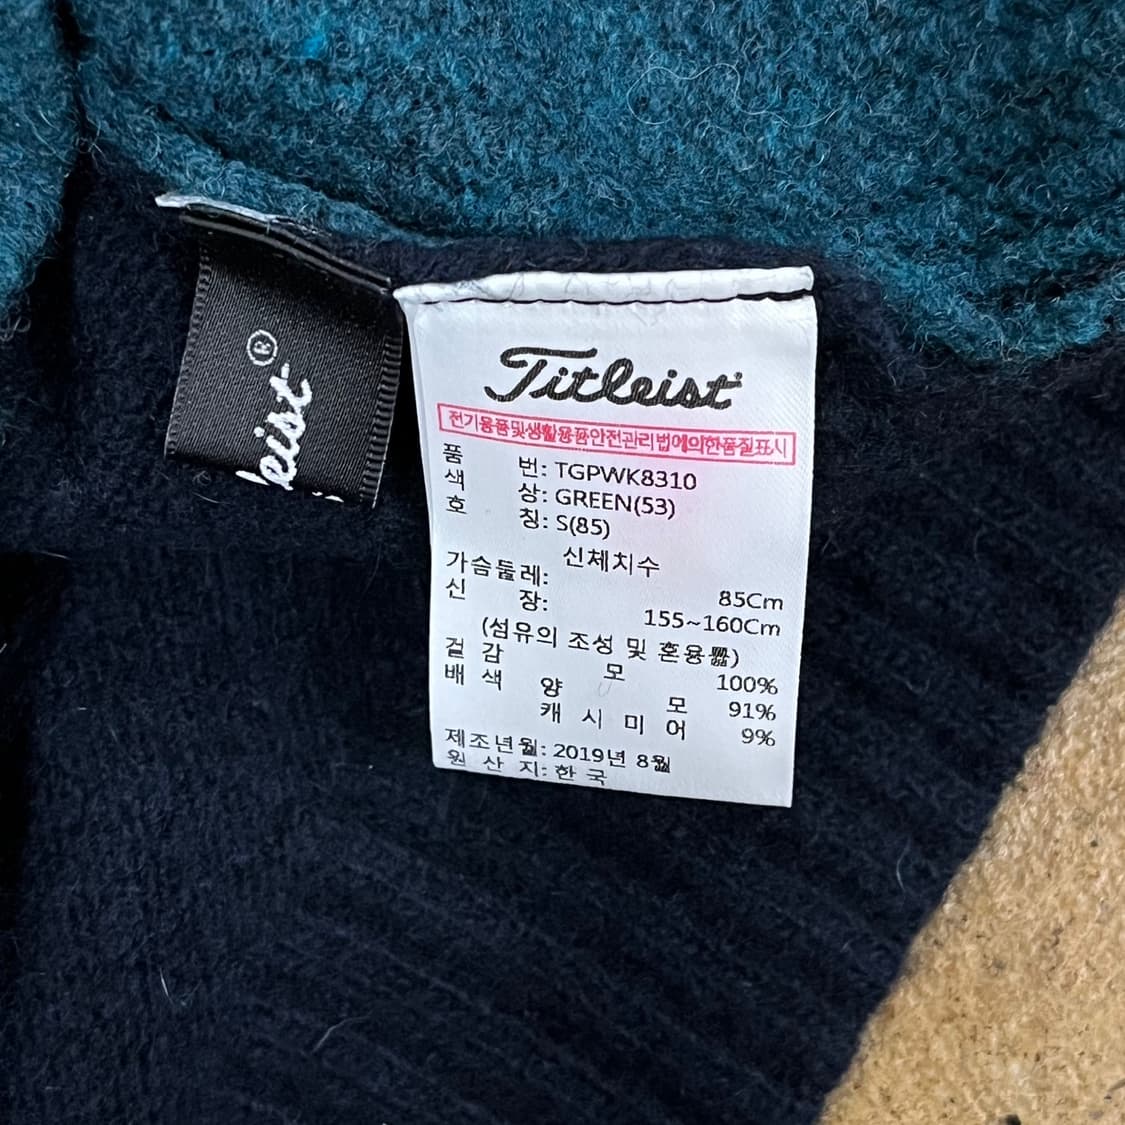 Titleist
전기용품및생활용품안전관리법에의한품질표시
품 번: TGPWK8310
색 상: GREEN(53)
호 칭: S(85)
신체치수
가슴둘레: 85Cm
신 장: 155~160Cm
(섬유의 조성 및 혼용률)
겉 감 모 100%
배 색 양 모 91%
캐 시 미 어 9%
제조년월: 2019년 8월
원 산 지: 한 국
leist®